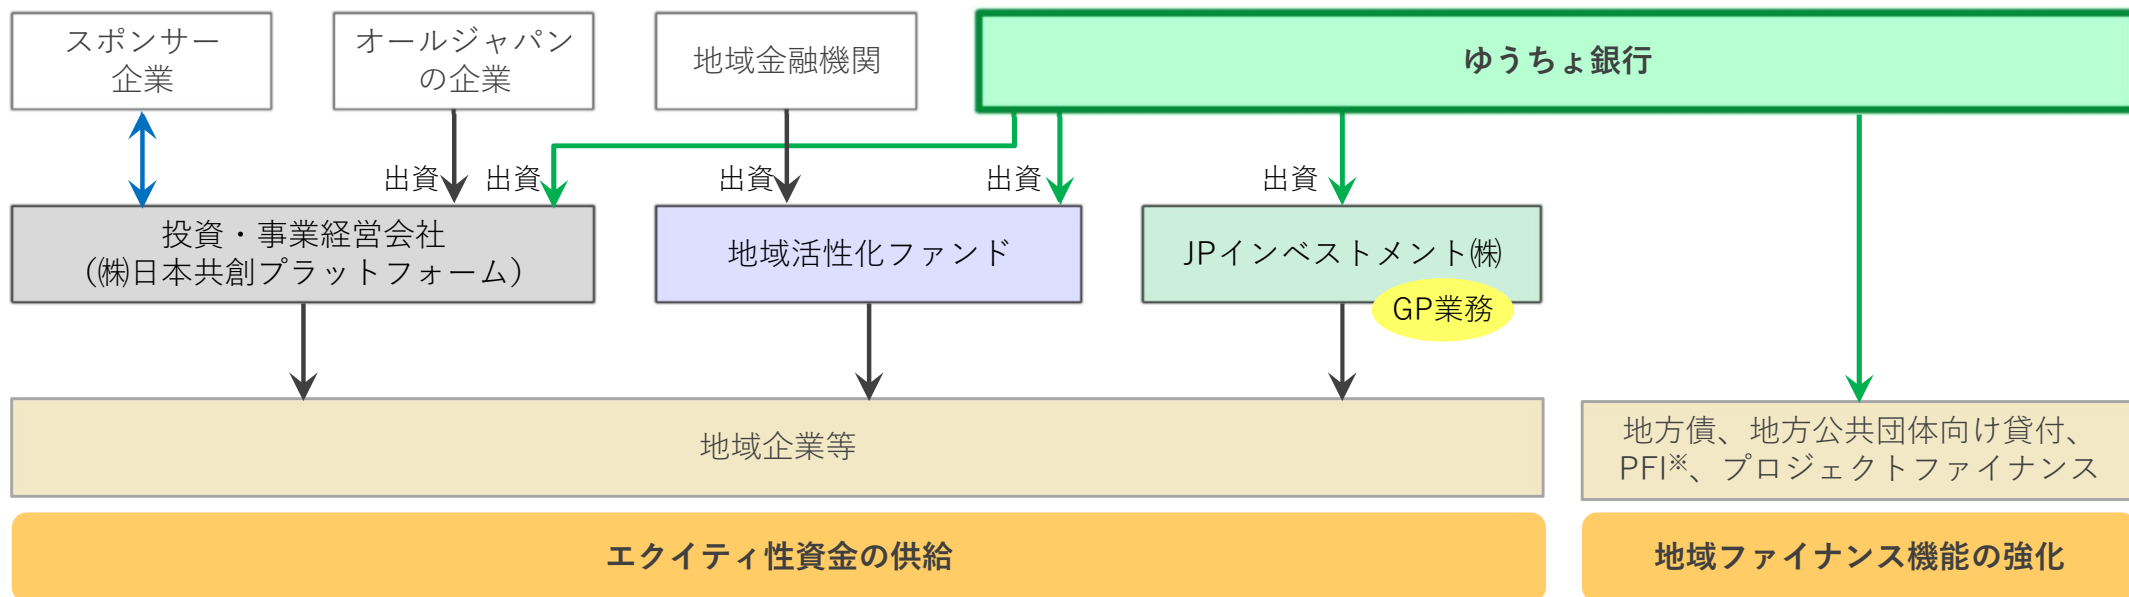 スポンサー
企業
オールジャパン
の企業
地域金融機関
ゆうちょ銀行
出資
出資
出資
出資
出資
投資・事業経営会社
（㈱日本共創プラットフォーム）
地域活性化ファンド
JPインベストメント㈱
GP業務
地域企業等
地方債、地方公共団体向け貸付、
PFI※、プロジェクトファイナンス
エクイティ性資金の供給
地域ファイナンス機能の強化